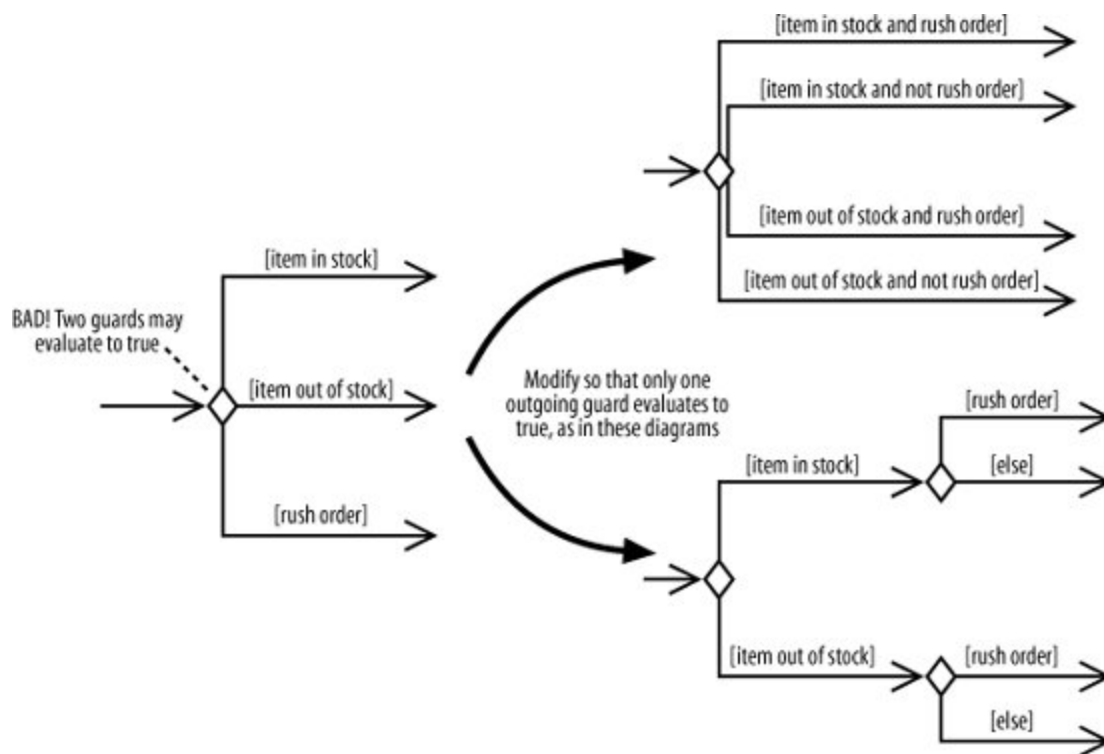 [item in stock and rush order]
[item in stock and not rush order]
[item out of stock and rush order]
[item out of stock and not rush order]
[item in stock]
BAD! Two guards may
evaluate to true
[item out of stock]
[rush order]
Modify so that only one
outgoing guard evaluates to
true, as in these diagrams
[rush order]
[item in stock]
[else]
[item out of stock]
[rush order]
[else]